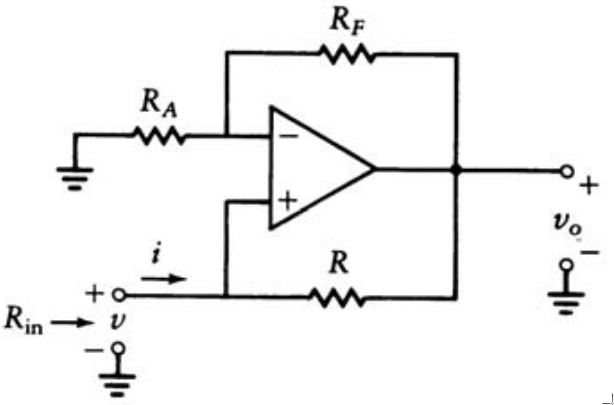 R_F
R_A
−
+
+
v_o
−
i
R
+
R_in → v
−